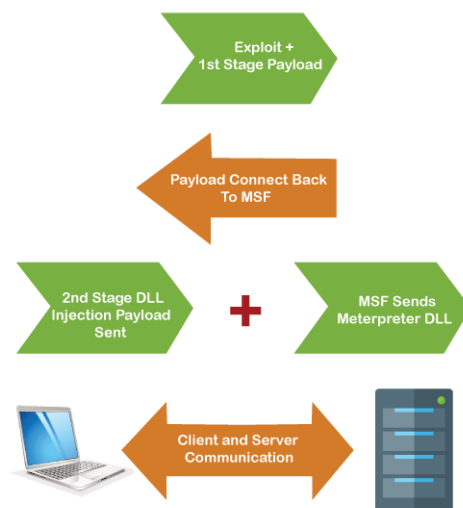 Exploit +
1st Stage Payload
Payload Connect Back
To MSF
2nd Stage DLL
Injection Payload
Sent
MSF Sends
Meterpreter DLL
Client and Server
Communication